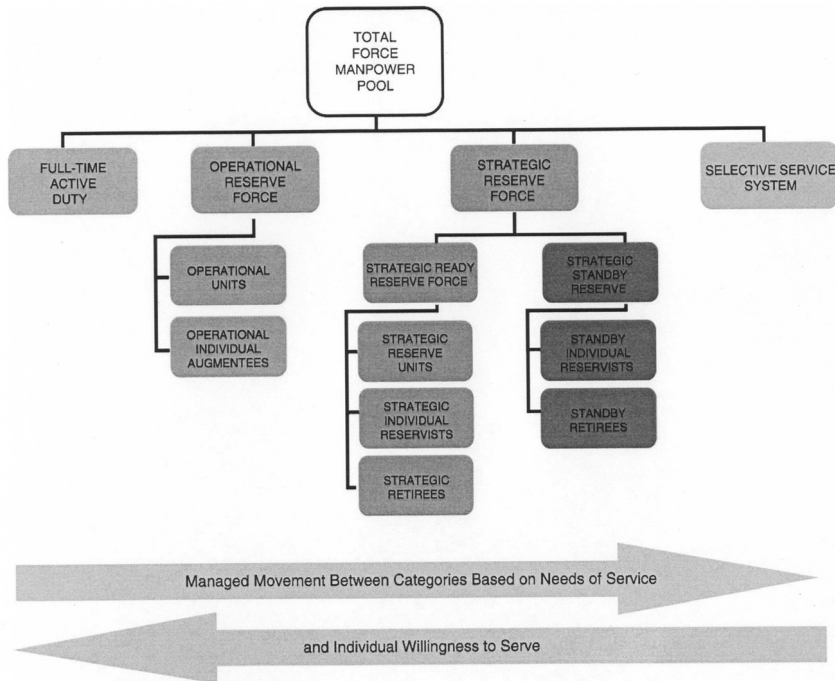 TOTAL
FORCE
MANPOWER
POOL
FULL-TIME
ACTIVE
DUTY
OPERATIONAL
RESERVE
FORCE
STRATEGIC
RESERVE
FORCE
SELECTIVE SERVICE
SYSTEM
OPERATIONAL
UNITS
OPERATIONAL
INDIVIDUAL
AUGMENTEES
STRATEGIC READY
RESERVE FORCE
STRATEGIC
RESERVE
UNITS
STRATEGIC
INDIVIDUAL
RESERVISTS
STRATEGIC
RETIREES
STRATEGIC
STANDBY
RESERVE
STANDBY
INDIVIDUAL
RESERVISTS
STANDBY
RETIREES
Managed Movement Between Categories Based on Needs of Service
and Individual Willingness to Serve